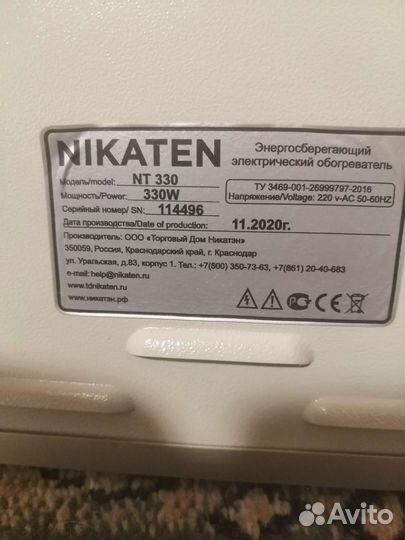 NIKATEN
Энергосберегающий
электрический обогреватель
Модель/model: NT 330
Мощность/Power: 330W
Серийный номер/ SN: 114496
ТУ 3469-001-26999797-2016
Напряжение/Voltage: 220 v-AC 50-60HZ
Дата производства/Date of production: 11.2020г.
Производитель: ООО «Торговый Дом Никатэн»
350059, Россия, Краснодарский край, г. Краснодар
ул. Уральская, д.83, корпус 1. Тел.: +7(800) 350-73-63, +7(861) 20-40-683
e-mail: help@nikaten.ru
www.tdnikaten.ru
www.никатэн.рф
Avito